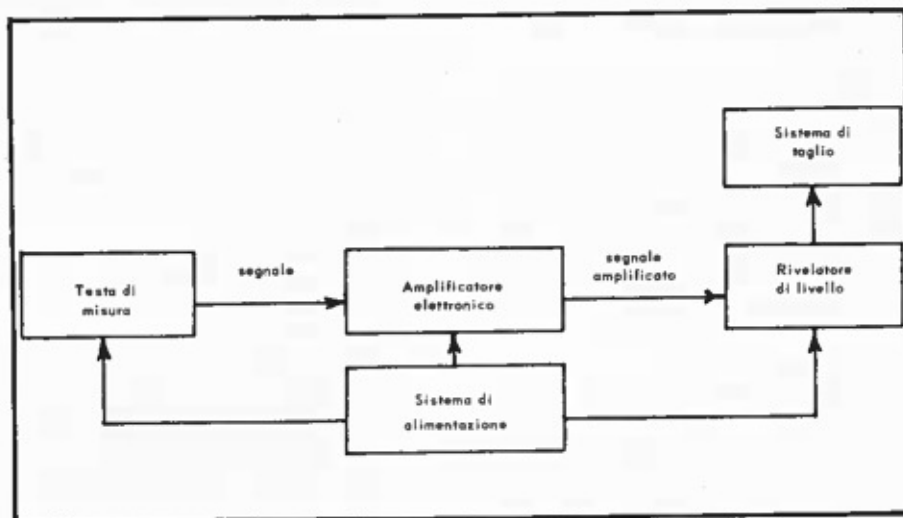 Sistema di
taglio
segnale
segnale
amplificato
Testa di
misura
Amplificatore
elettronico
Rivelatore
di livello
Sistema di
alimentazione